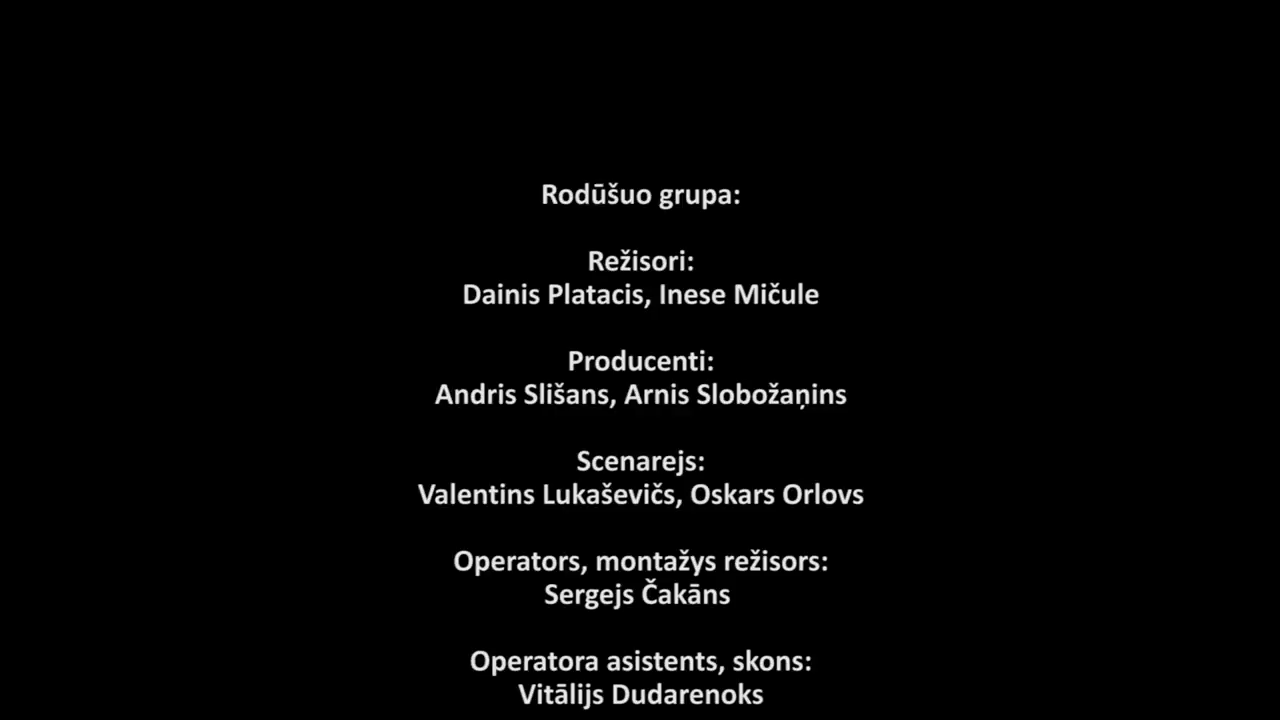 Rodūšuo grupa:
Režisori:
Dainis Platacis, Inese Mičule
Producenti:
Andris Slišans, Arnis Slobožaņins
Scenarejs:
Valentins Lukaševičs, Oskars Orlovs
Operators, montažys režisors:
Sergejs Čakāns
Operatora asistents, skons:
Vitālijs Dudarenoks